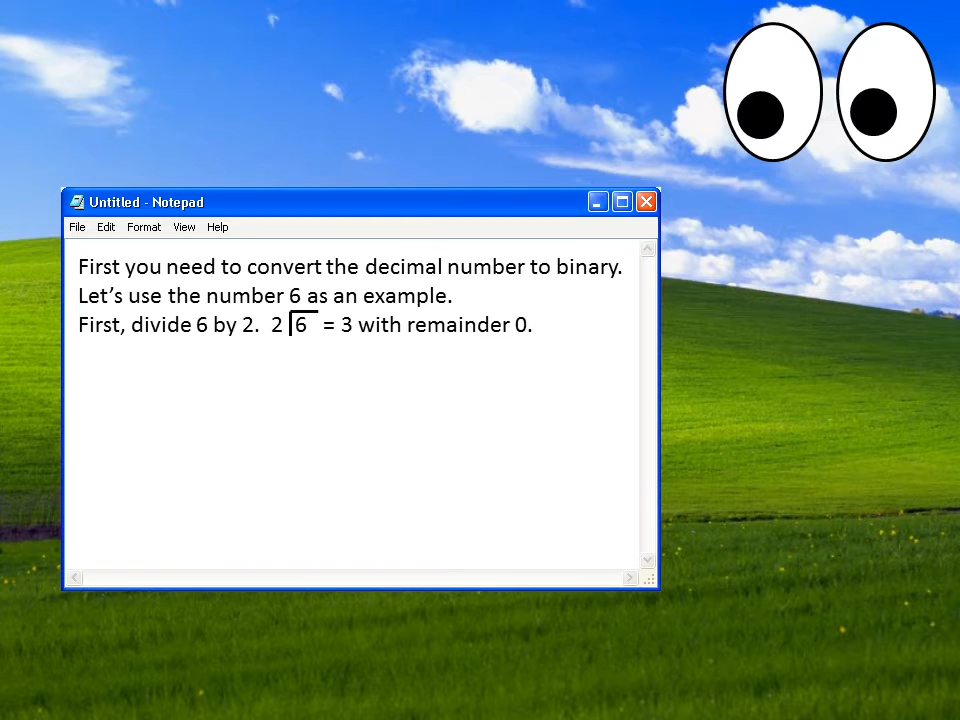 Untitled - Notepad
File Edit Format View Help
First you need to convert the decimal number to binary.
Let’s use the number 6 as an example.
First, divide 6 by 2. 2 6 = 3 with remainder 0.